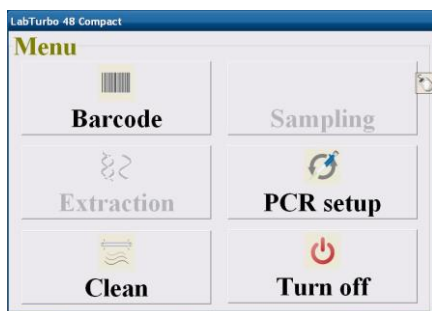 LabTurbo 48 Compact
Menu
Barcode
Sampling
Extraction
PCR setup
Clean
Turn off